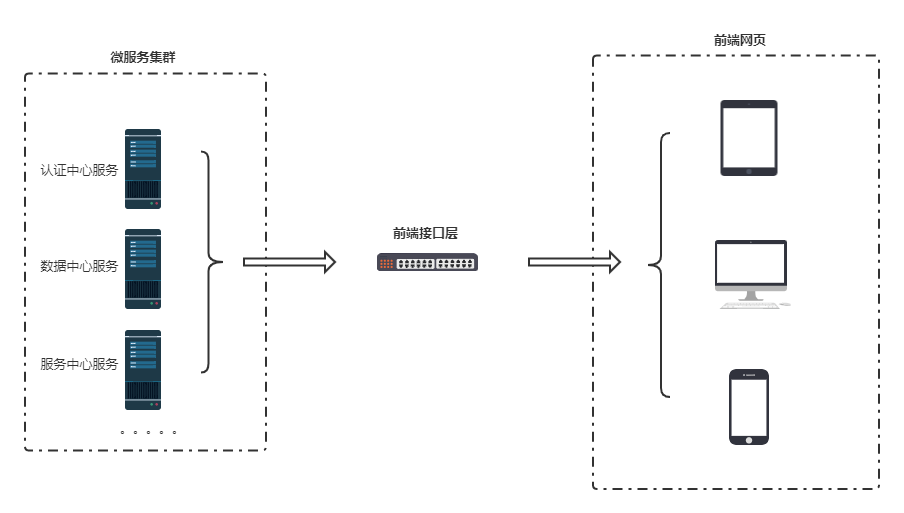 前端网页
微服务集群
认证中心服务
前端接口层
数据中心服务
服务中心服务
。。。。。